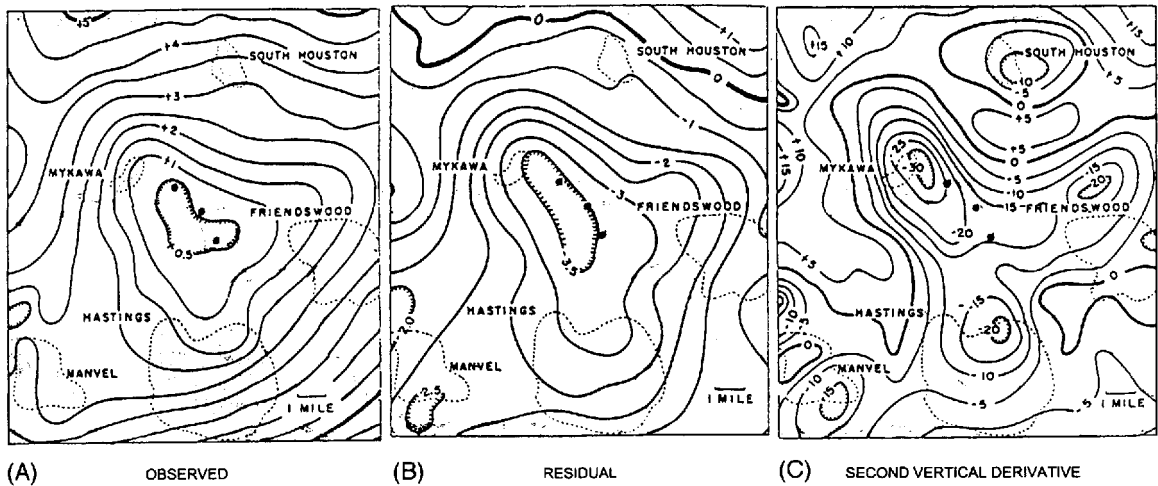 +5
+4
SOUTH HOUSTON
+3
+2
+1
MYKAWA
FRIENDSWOOD
+0.5
HASTINGS
MANVEL
1 MILE
(A) OBSERVED
0
+1
SOUTH HOUSTON
0
-1
-2
MYKAWA
-3
FRIENDSWOOD
-3.5
-2.0
HASTINGS
MANVEL
-2.5
1 MILE
(B) RESIDUAL
+15
+10
+15
SOUTH HOUSTON
+5
-10
-5
0
+5
+10
+15
+5
0
-5
-10
-15
MYKAWA
-25
-30
-15
-20
FRIENDSWOOD
-20
+5
0
HASTINGS
-15
-20
-10
-5
0
MANVEL
-10
-15
-10
-5
-5
1 MILE
(C) SECOND VERTICAL DERIVATIVE